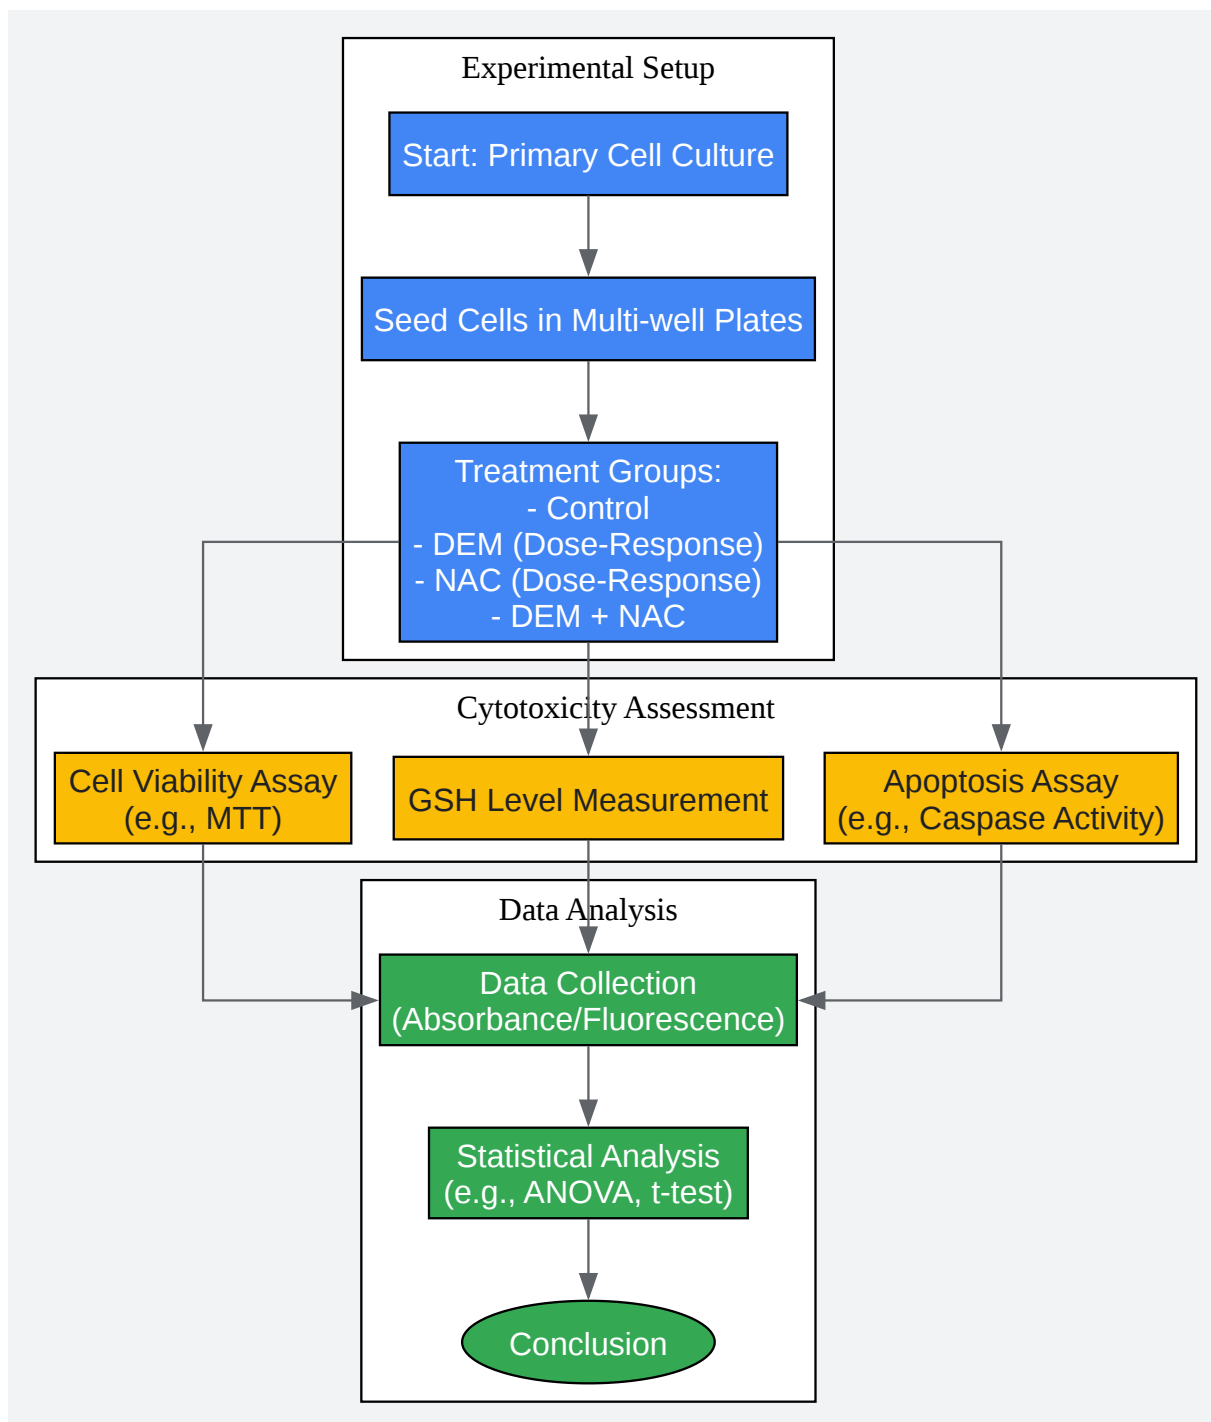 Experimental Setup
Start: Primary Cell Culture
Seed Cells in Multi-well Plates
Treatment Groups:
- Control
- DEM (Dose-Response)
- NAC (Dose-Response)
- DEM + NAC
Cytotoxicity Assessment
Cell Viability Assay
(e.g., MTT)
GSH Level Measurement
Apoptosis Assay
(e.g., Caspase Activity)
Data Analysis
Data Collection
(Absorbance/Fluorescence)
Statistical Analysis
(e.g., ANOVA, t-test)
Conclusion